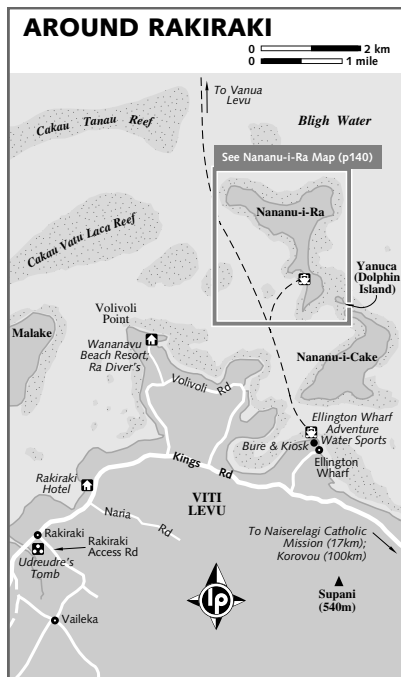 AROUND RAKIRAKI
0 2 km
0 1 mile
To Vanua
Levu
Cakau Tanau Reef
Bligh Water
See Nananu-i-Ra Map (p140)
Nananu-i-Ra
Cakau Vatu Laca Reef
Yanuca
(Dolphin
Island)
Volivoli
Point
Malake
Wananavu
Beach Resort;
Ra Diver's
Nananu-i-Cake
Volivoli Rd
Ellington Wharf
Adventure
Water Sports
Bure & Kiosk
Ellington
Wharf
Kings Rd
Rakiraki
Hotel
VITI
LEVU
Naria Rd
To Naiserelagi Catholic
Mission (17km);
Korovou (100km)
Rakiraki
Rakiraki
Access Rd
Udreudre's
Tomb
lp
Supani
(540m)
Vaileka